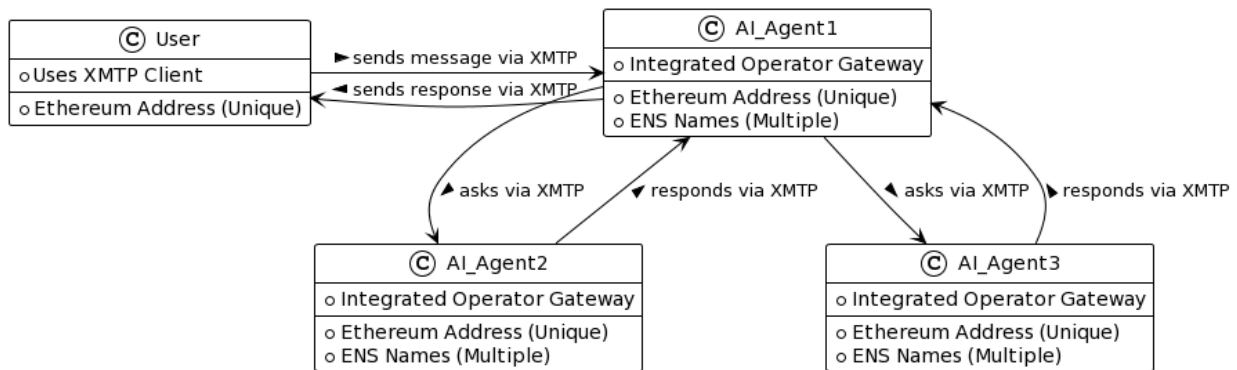 C User
Uses XMTP Client
Ethereum Address (Unique)
sends message via XMTP
sends response via XMTP
C AI_Agent1
Integrated Operator Gateway
Ethereum Address (Unique)
ENS Names (Multiple)
asks via XMTP
responds via XMTP
asks via XMTP
responds via XMTP
C AI_Agent2
Integrated Operator Gateway
Ethereum Address (Unique)
ENS Names (Multiple)
C AI_Agent3
Integrated Operator Gateway
Ethereum Address (Unique)
ENS Names (Multiple)